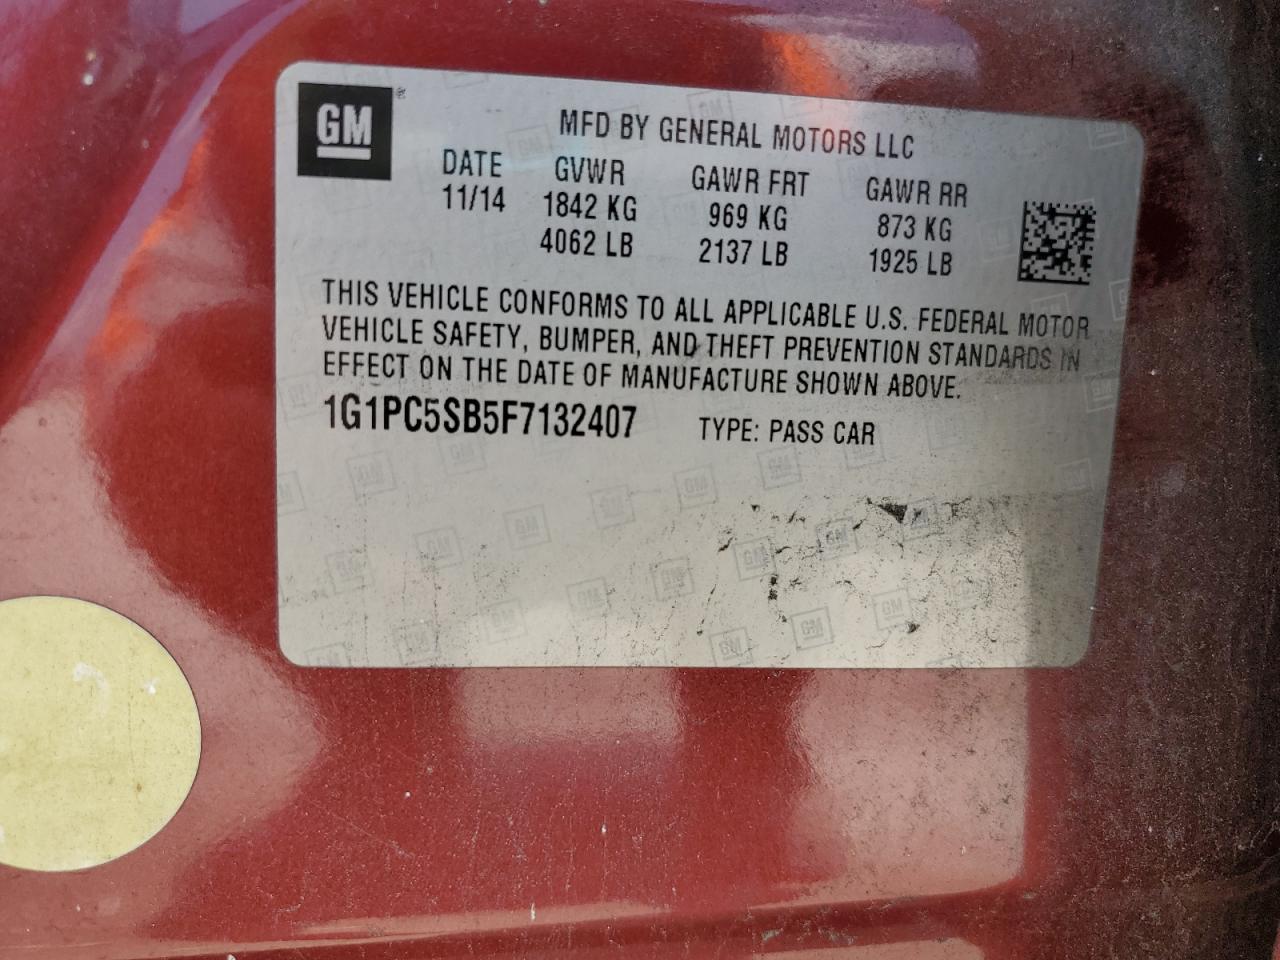 GM ®
MFD BY GENERAL MOTORS LLC
DATE GVWR GAWR FRT GAWR RR
11/14 1842 KG 969 KG 873 KG
4062 LB 2137 LB 1925 LB
THIS VEHICLE CONFORMS TO ALL APPLICABLE U.S. FEDERAL MOTOR
VEHICLE SAFETY, BUMPER, AND THEFT PREVENTION STANDARDS IN
EFFECT ON THE DATE OF MANUFACTURE SHOWN ABOVE.
1G1PC5SB5F7132407 TYPE: PASS CAR